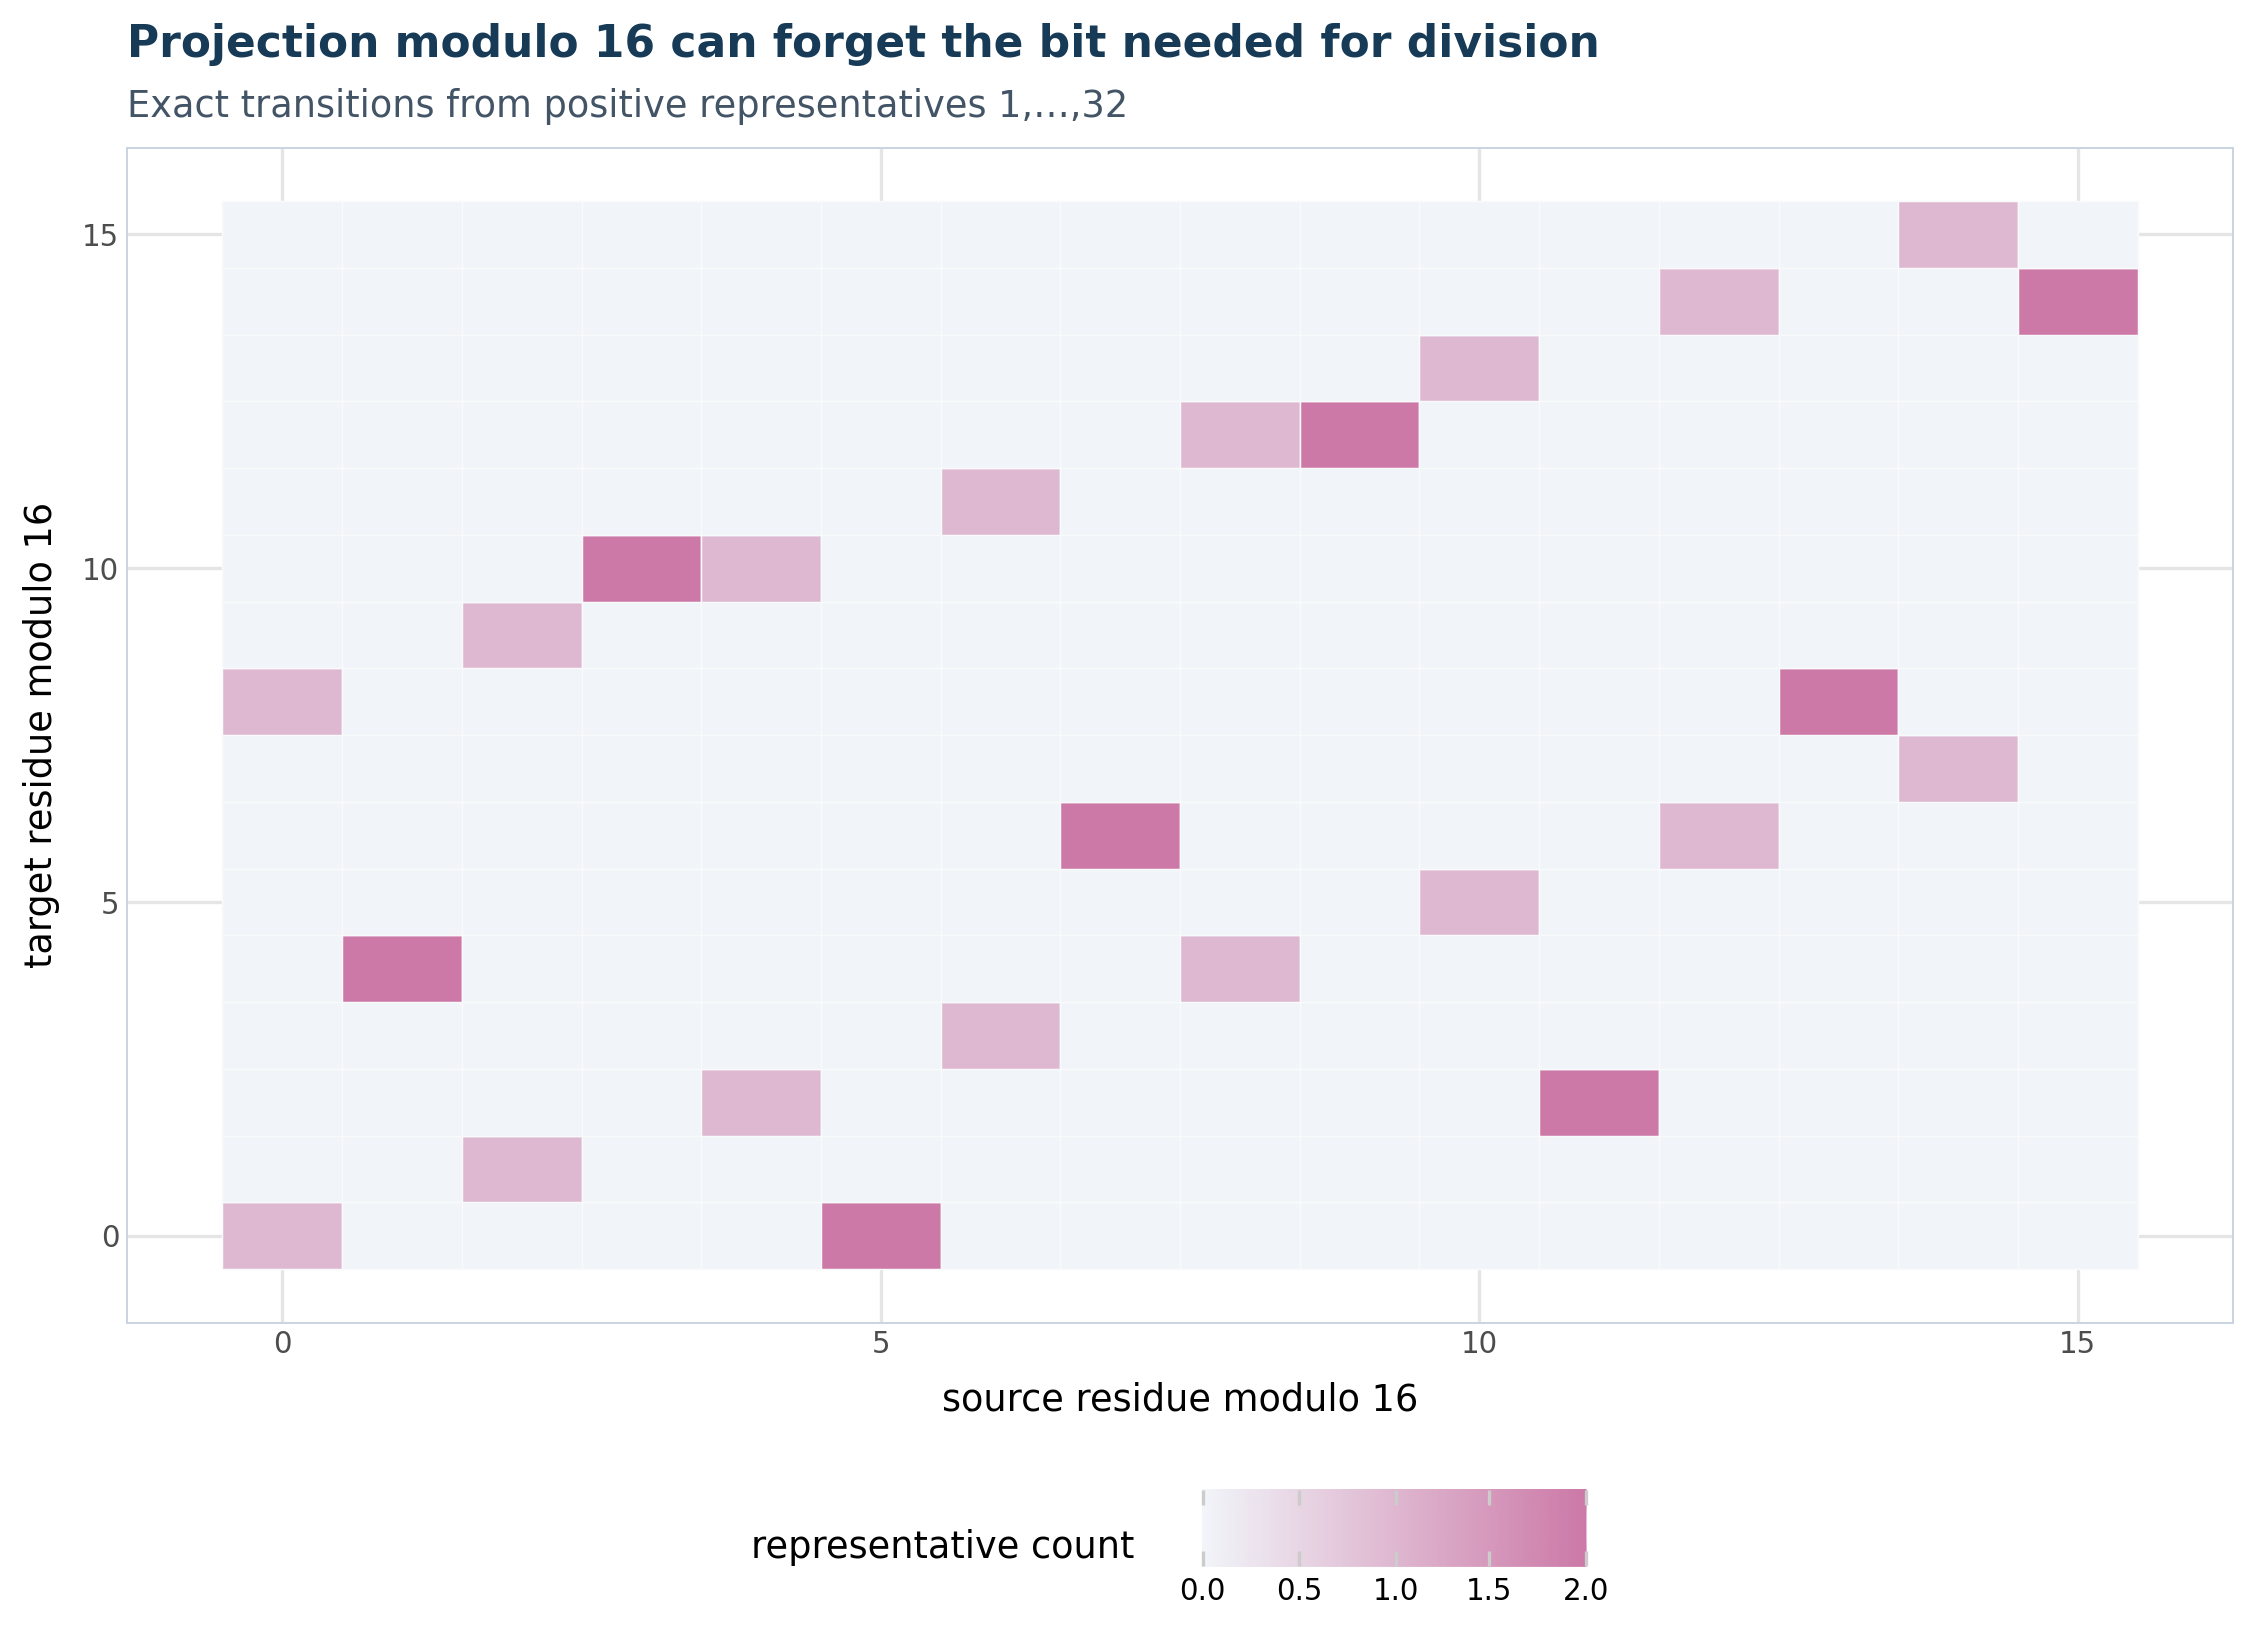 Projection modulo 16 can forget the bit needed for division
Exact transitions from positive representatives 1,...,32
target residue modulo 16
15
10
5
0
0 5 10 15
source residue modulo 16
representative count
0.0 0.5 1.0 1.5 2.0